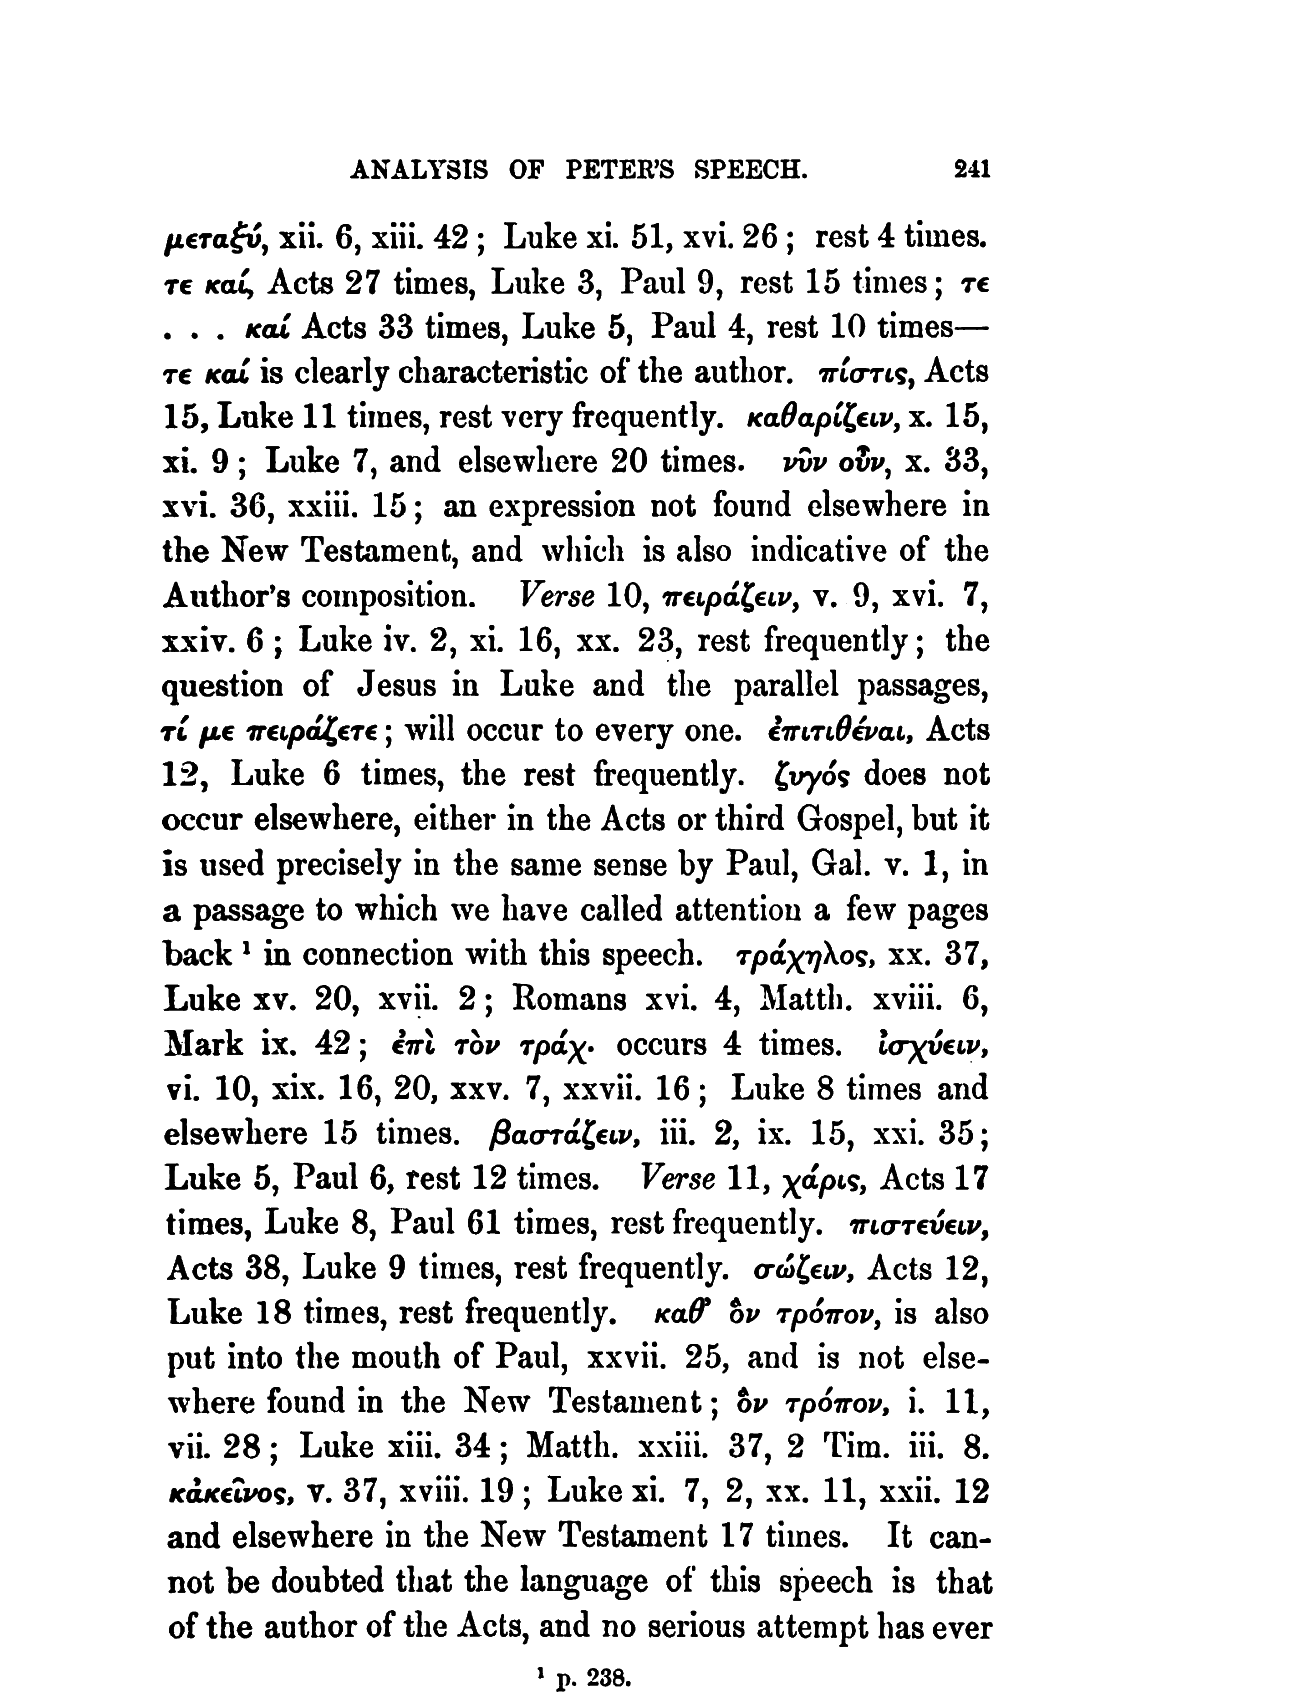 ANALYSIS OF PETER'S SPEECH. 241
μεταξύ, xii. 6, xiii. 42; Luke xi. 51, xvi. 26; rest 4 times.
τε καί, Acts 27 times, Luke 3, Paul 9, rest 15 times; τε
. . . καί Acts 33 times, Luke 5, Paul 4, rest 10 times—
τε καί is clearly characteristic of the author. πίστις, Acts
15, Luke 11 times, rest very frequently. καθαρίζειν, x. 15,
xi. 9; Luke 7, and elsewhere 20 times. νῦν οὖν, x. 33,
xvi. 36, xxiii. 15; an expression not found elsewhere in
the New Testament, and which is also indicative of the
Author's composition. Verse 10, πειράζειν, v. 9, xvi. 7,
xxiv. 6; Luke iv. 2, xi. 16, xx. 23, rest frequently; the
question of Jesus in Luke and the parallel passages,
τί με πειράζετε; will occur to every one. ἐπιτιθέναι, Acts
12, Luke 6 times, the rest frequently. ζυγός does not
occur elsewhere, either in the Acts or third Gospel, but it
is used precisely in the same sense by Paul, Gal. v. 1, in
a passage to which we have called attention a few pages
back ¹ in connection with this speech. τράχηλος, xx. 37,
Luke xv. 20, xvii. 2; Romans xvi. 4, Matth. xviii. 6,
Mark ix. 42; ἐπὶ τὸν τράχ. occurs 4 times. ἰσχύειν,
vi. 10, xix. 16, 20, xxv. 7, xxvii. 16; Luke 8 times and
elsewhere 15 times. βαστάζειν, iii. 2, ix. 15, xxi. 35;
Luke 5, Paul 6, rest 12 times. Verse 11, χάρις, Acts 17
times, Luke 8, Paul 61 times, rest frequently. πιστεύειν,
Acts 38, Luke 9 times, rest frequently. σώζειν, Acts 12,
Luke 18 times, rest frequently. καθ' ὃν τρόπον, is also
put into the mouth of Paul, xxvii. 25, and is not else-
where found in the New Testament; ὃν τρόπον, i. 11,
vii. 28; Luke xiii. 34; Matth. xxiii. 37, 2 Tim. iii. 8.
κἀκεῖνος, v. 37, xviii. 19; Luke xi. 7, 2, xx. 11, xxii. 12
and elsewhere in the New Testament 17 times. It can-
not be doubted that the language of this speech is that
of the author of the Acts, and no serious attempt has ever
¹ p. 238.